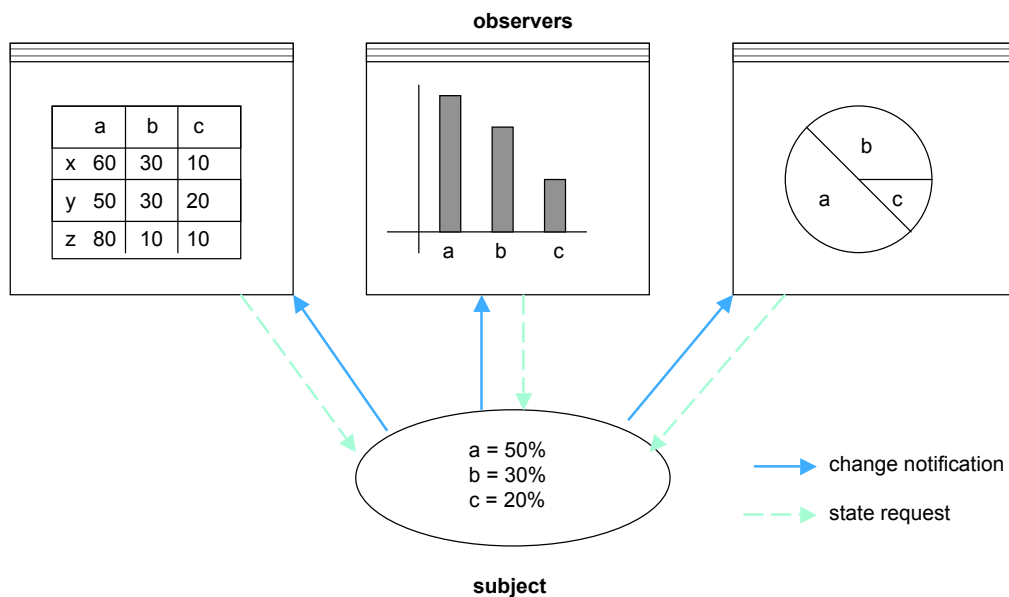 observers
a b c
x 60 30 10
y 50 30 20
z 80 10 10
a b c
b
a
c
a = 50%
b = 30%
c = 20%
change notification
state request
subject